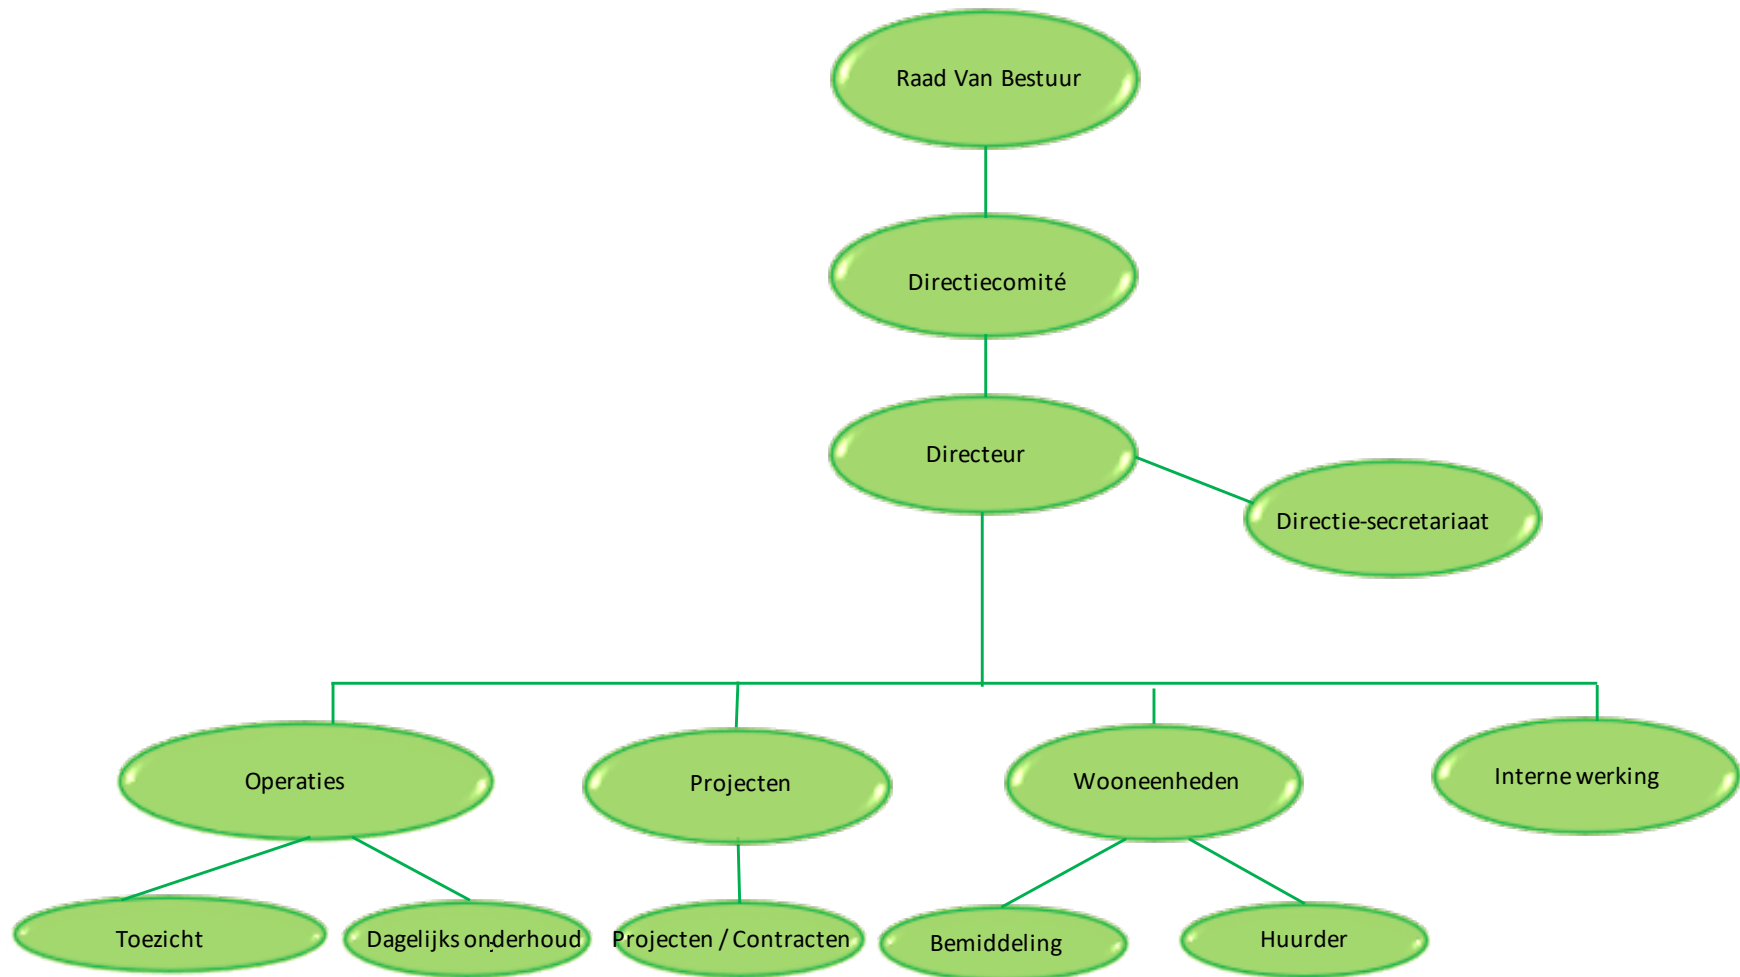 Raad Van Bestuur
Directiecomité
Directeur
Directie-secretariaat
Operaties
Projecten
Wooneenheden
Interne werking
Toezicht
Dagelijks onderhoud
Projecten / Contracten
Bemiddeling
Huurder